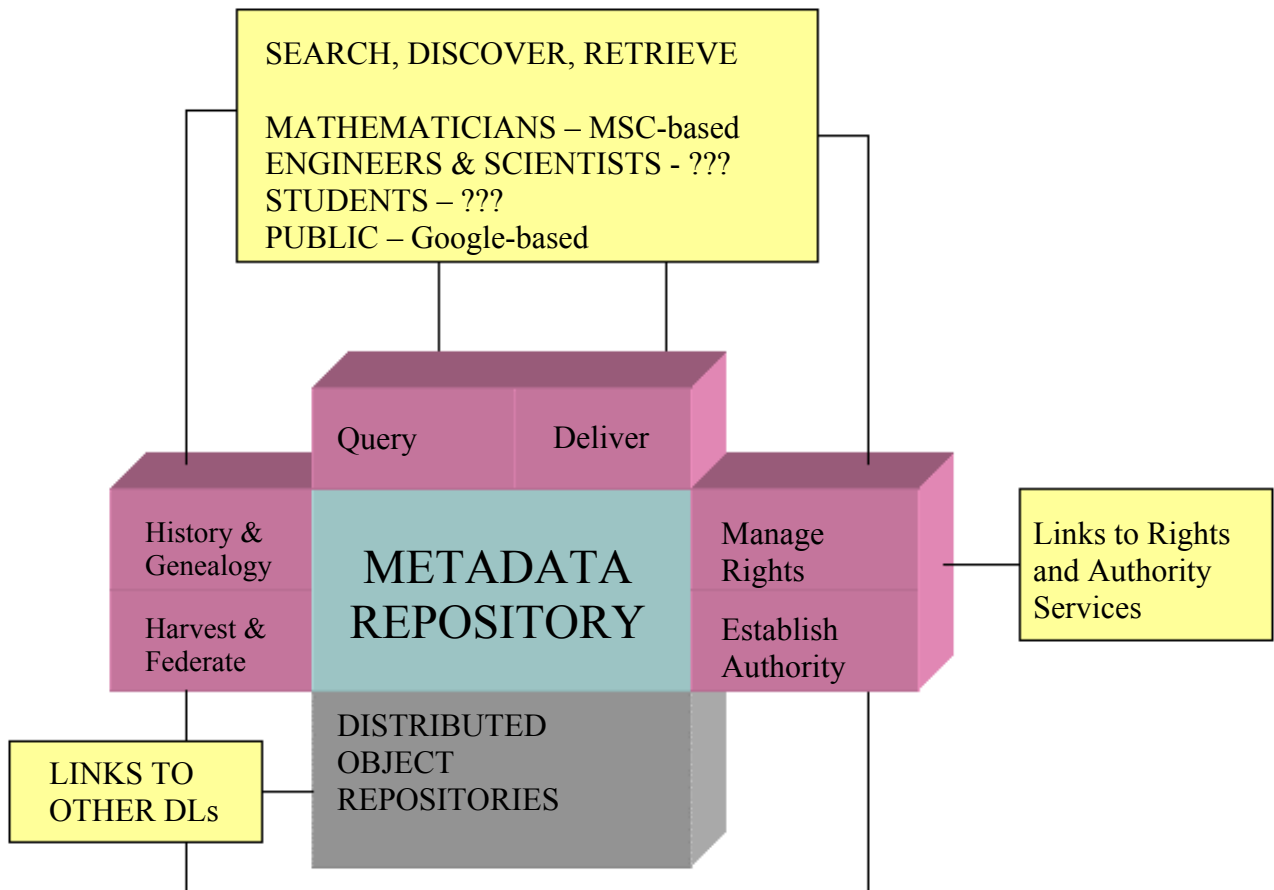 SEARCH, DISCOVER, RETRIEVE
MATHEMATICIANS – MSC-based
ENGINEERS & SCIENTISTS - ???
STUDENTS – ???
PUBLIC – Google-based
Query
Deliver
History &
Genealogy
Harvest &
Federate
METADATA
REPOSITORY
Manage
Rights
Establish
Authority
Links to Rights
and Authority
Services
LINKS TO
OTHER DLs
DISTRIBUTED
OBJECT
REPOSITORIES